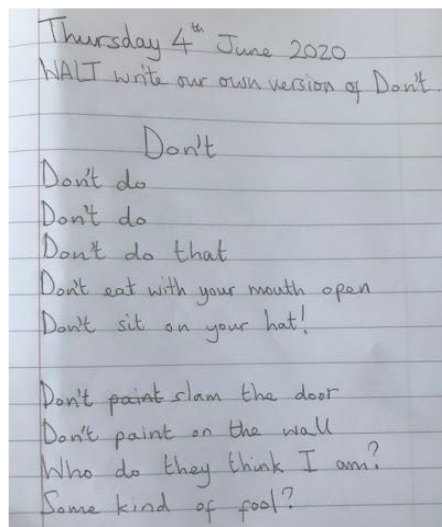 Thursday 4th June 2020
WALT write our own version of Don't
Don't
Don't do
Don't do
Don't do that
Don't eat with your mouth open
Don't sit on your hat!
Don't paint slam the door
Don't paint on the wall
Who do they think I am?
Some kind of fool?